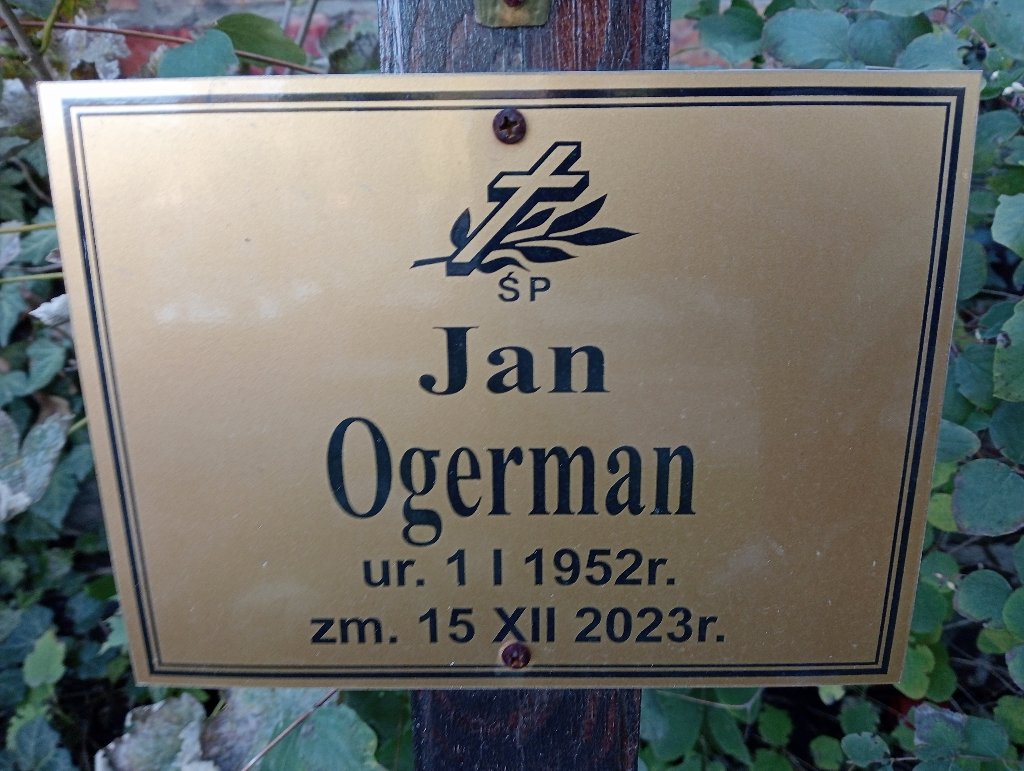 ŚP
Jan
Ogerman
ur. 1 I 1952r.
zm. 15 XII 2023r.